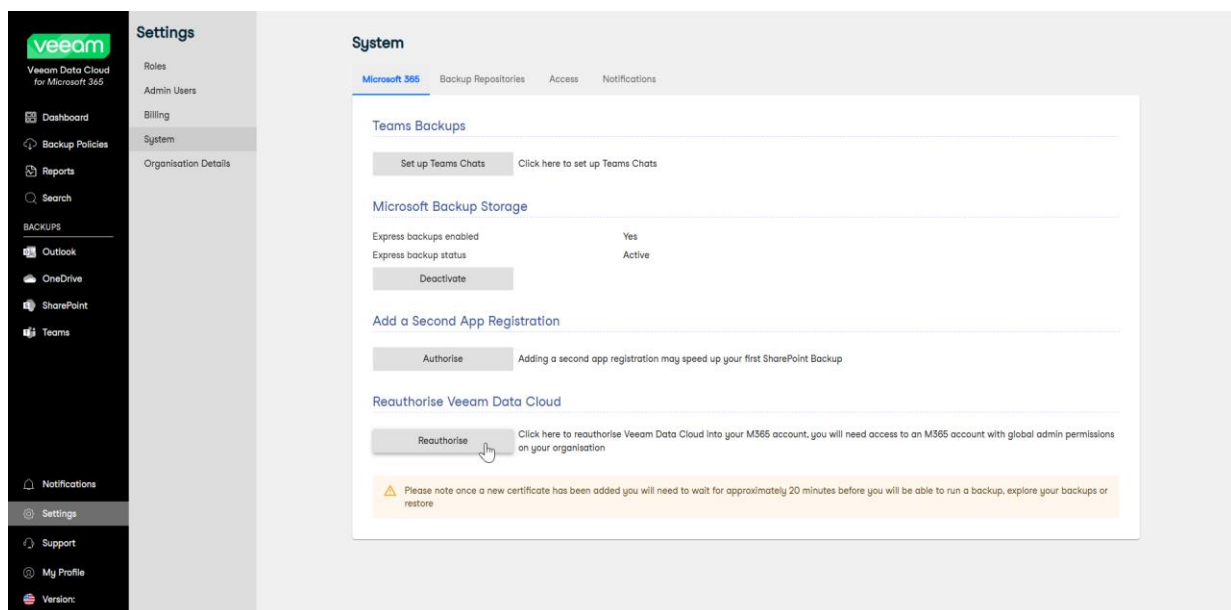 veeam
Veeam Data Cloud
for Microsoft 365
Dashboard
Backup Policies
Reports
Search
BACKUPS
Outlook
OneDrive
SharePoint
Teams
Notifications
Settings
Support
My Profile
Version:
Settings
Roles
Admin Users
Billing
System
Organisation Details
System
Microsoft 365 Backup Repositories Access Notifications
Teams Backups
Set up Teams Chats Click here to set up Teams Chats
Microsoft Backup Storage
Express backups enabled Yes
Express backup status Active
Deactivate
Add a Second App Registration
Authorise Adding a second app registration may speed up your first SharePoint Backup
Reauthorise Veeam Data Cloud
Reauthorise Click here to reauthorise Veeam Data Cloud into your M365 account, you will need access to an M365 account with global admin permissions
on your organisation
Please note once a new certificate has been added you will need to wait for approximately 20 minutes before you will be able to run a backup, explore your backups or
restore